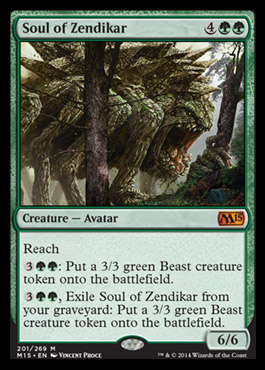 Soul of Zendikar 4
Creature — Avatar M15
Reach
3: Put a 3/3 green Beast creature
token onto the battlefield.
3, Exile Soul of Zendikar from
your graveyard: Put a 3/3 green Beast
creature token onto the battlefield.
6/6
201/269 M
M15 • EN VINCENT PROCE
™ & © 2014 Wizards of the Coast